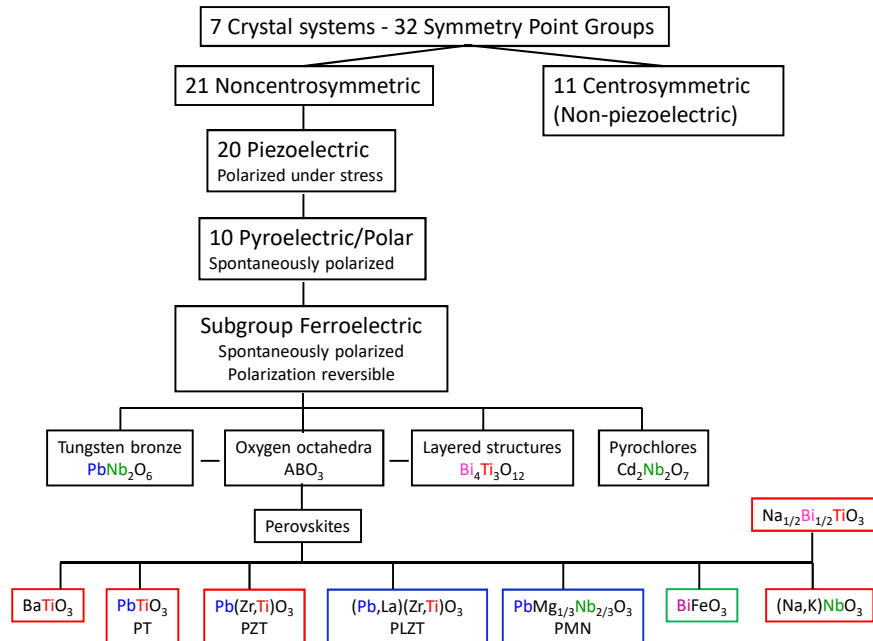 7 Crystal systems - 32 Symmetry Point Groups
21 Noncentrosymmetric
11 Centrosymmetric
(Non-piezoelectric)
20 Piezoelectric
Polarized under stress
10 Pyroelectric/Polar
Spontaneously polarized
Subgroup Ferroelectric
Spontaneously polarized
Polarization reversible
Tungsten bronze
PbNb₂O₆
Oxygen octahedra
ABO₃
Layered structures
Bi₄Ti₃O₁₂
Pyrochlores
Cd₂Nb₂O₇
Perovskites
Na₁/₂Bi₁/₂TiO₃
BaTiO₃
PbTiO₃
PT
Pb(Zr,Ti)O₃
PZT
(Pb,La)(Zr,Ti)O₃
PLZT
PbMg₁/₃Nb₂/₃O₃
PMN
BiFeO₃
(Na,K)NbO₃